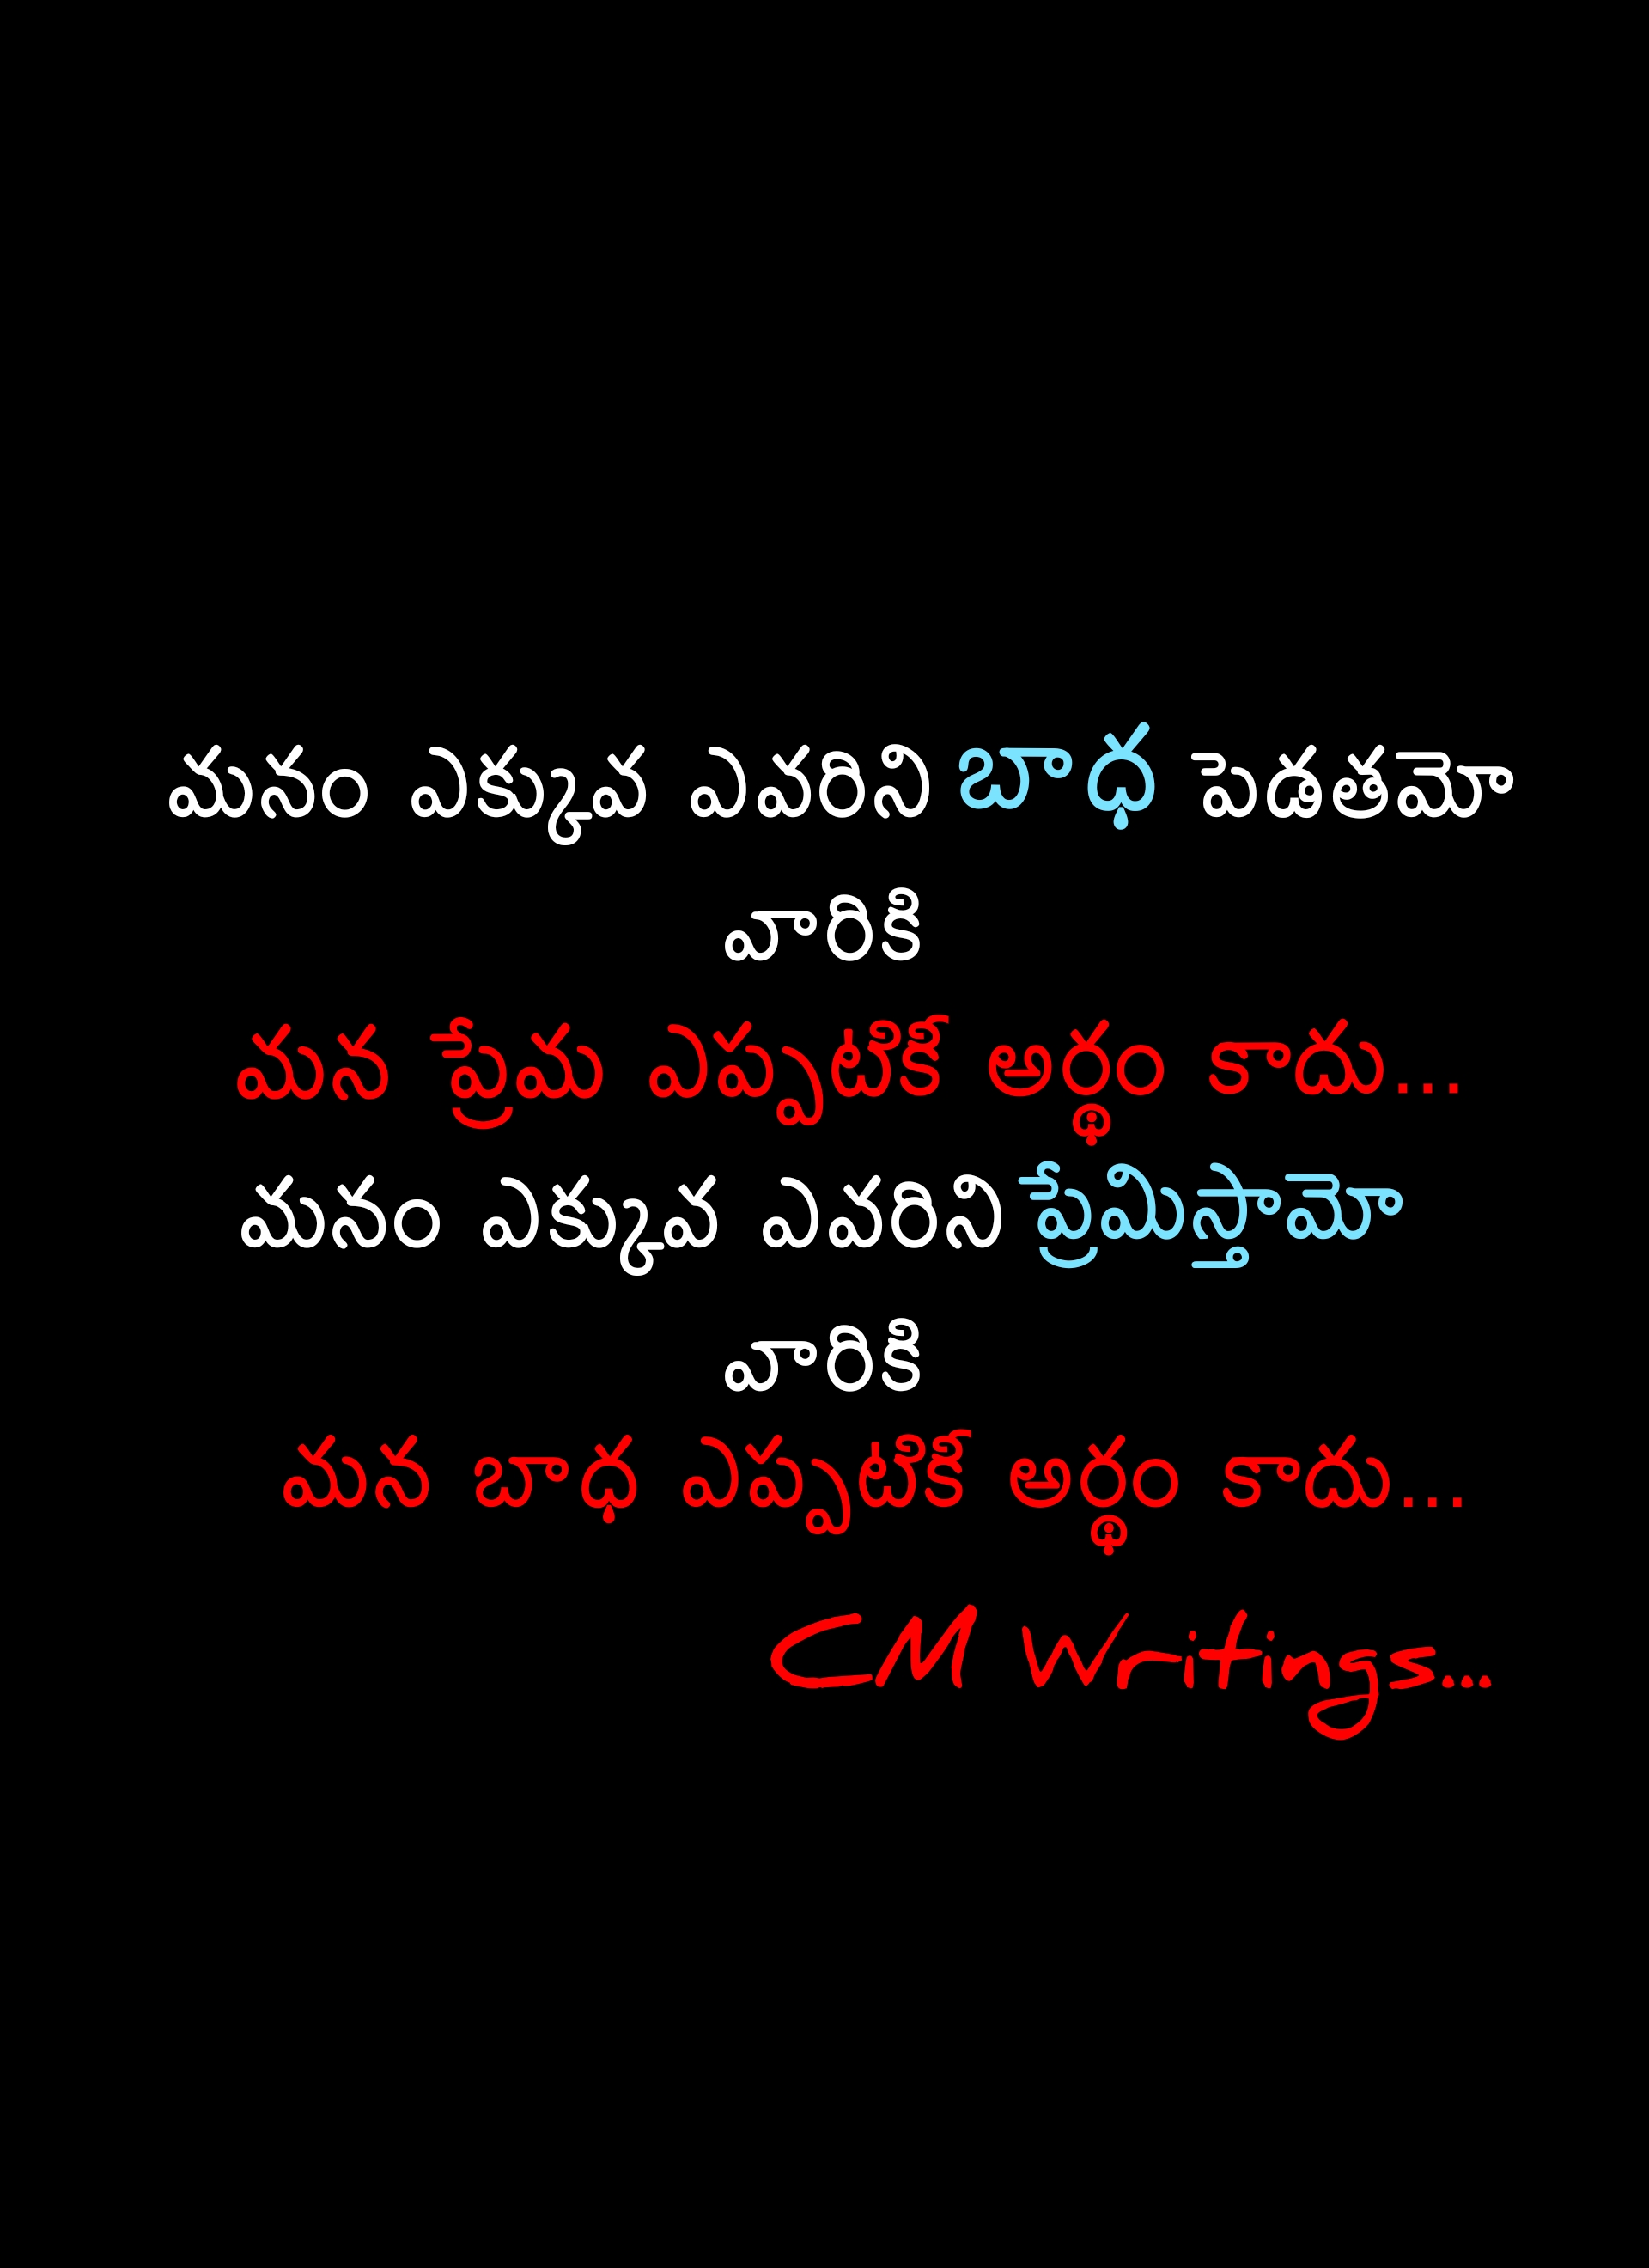 మనం ఎక్కువ ఎవరిని బాధ పెడతమో
వారికి
మన ప్రేమ ఎప్పటికీ అర్థం కాదు...
మనం ఎక్కువ ఎవరిని ప్రేమిస్తామో
వారికి
మన బాధ ఎప్పటికీ అర్థం కాదు...
CM Writings...